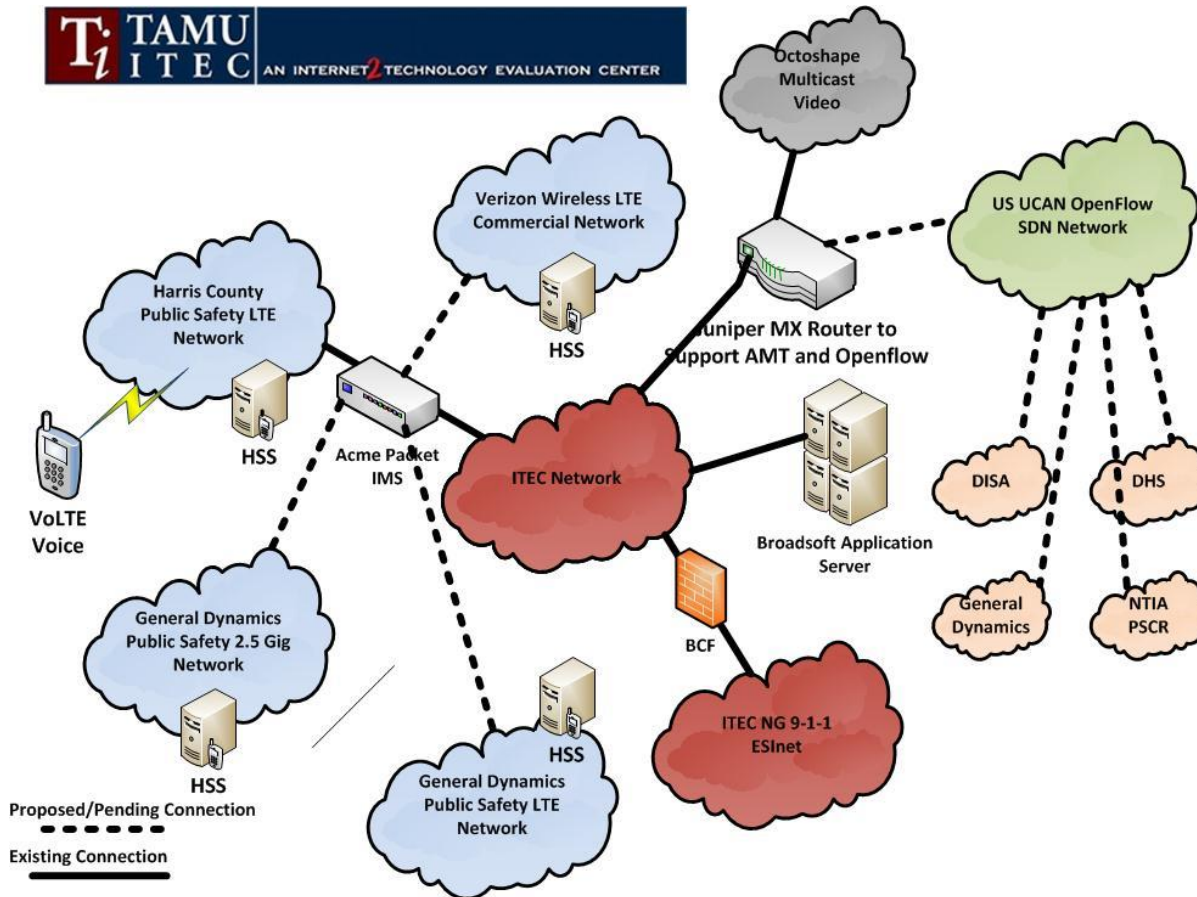 Ti TAMU
ITEC AN INTERNET2 TECHNOLOGY EVALUATION CENTER
Octoshape
Multicast
Video
Verizon Wireless LTE
Commercial Network
US UCAN OpenFlow
SDN Network
Harris County
Public Safety LTE
Network
HSS
Juniper MX Router to
Support AMT and Openflow
HSS
Acme Packet
IMS
ITEC Network
DISA
DHS
VoLTE
Voice
Broadsoft Application
Server
General Dynamics
Public Safety 2.5 Gig
Network
General
Dynamics
NTIA
PSCR
BCF
ITEC NG 9-1-1
ESInet
HSS
HSS
General Dynamics
Public Safety LTE
Network
Proposed/Pending Connection
Existing Connection